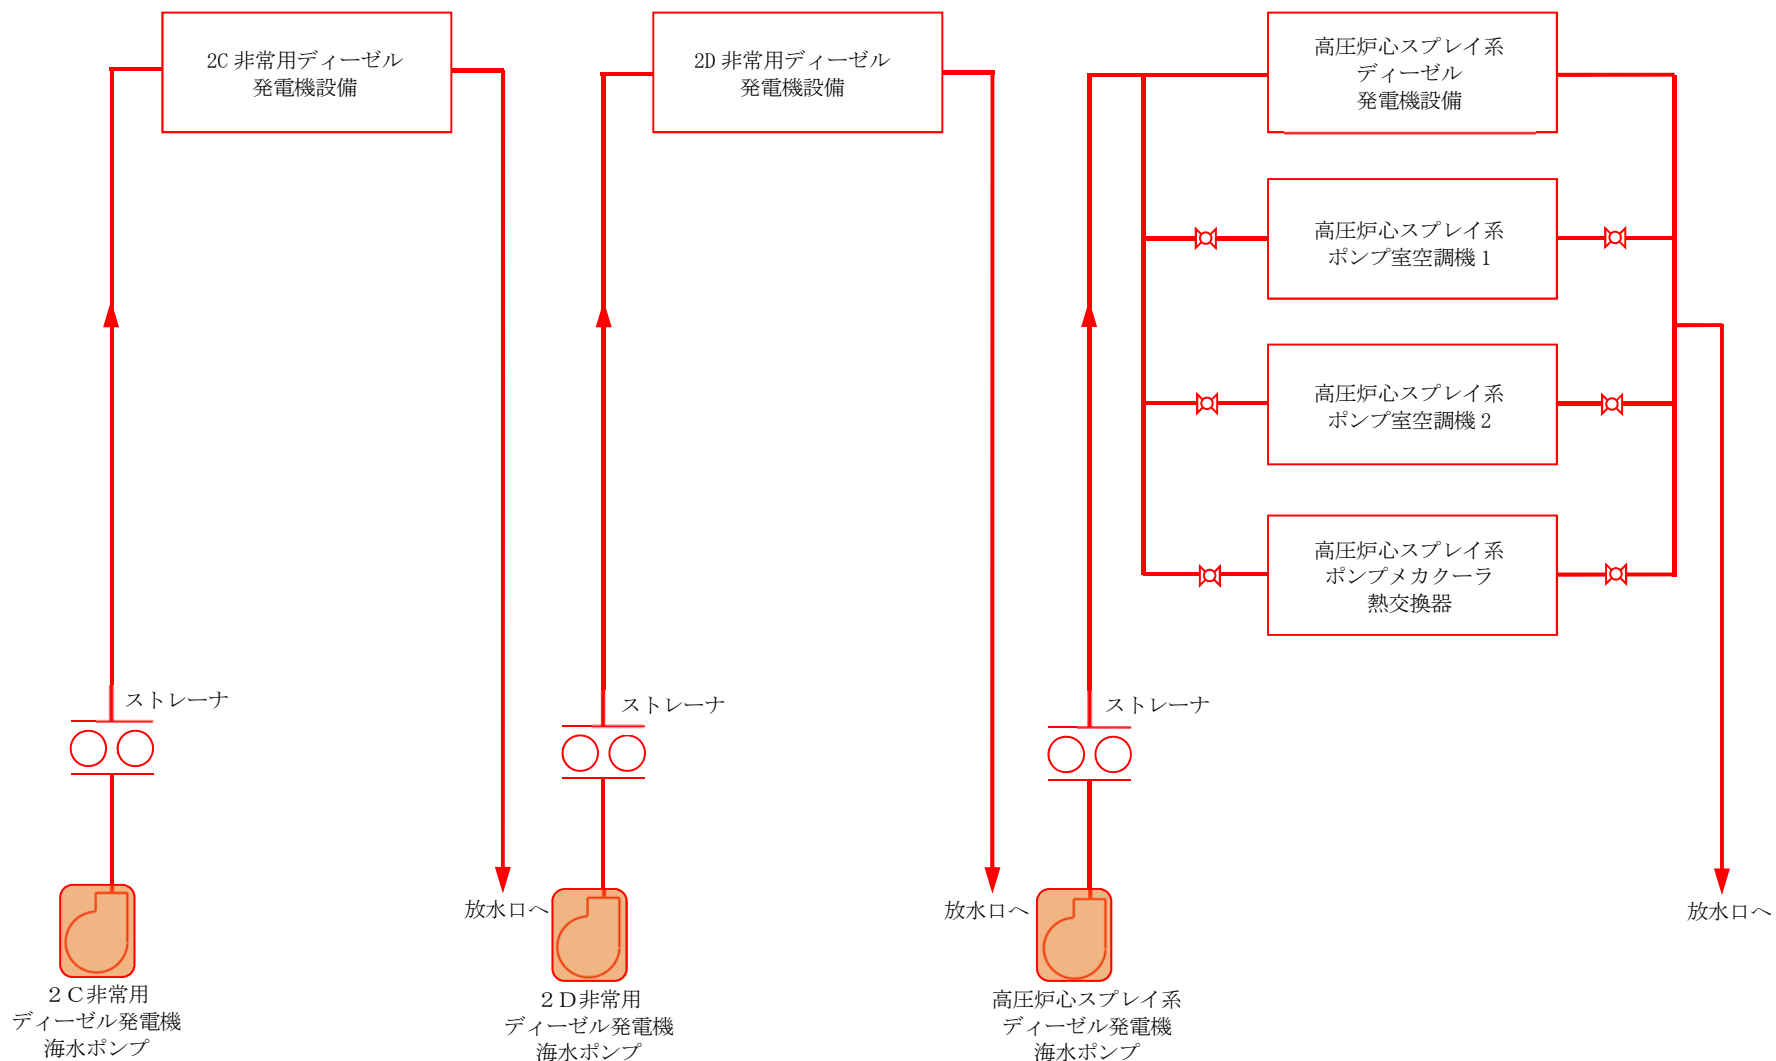 2C 非常用ディーゼル
発電機設備
2D 非常用ディーゼル
発電機設備
高圧炉心スプレイ系
ディーゼル
発電機設備
高圧炉心スプレイ系
ポンプ室空調機 1
高圧炉心スプレイ系
ポンプ室空調機 2
高圧炉心スプレイ系
ポンプメカクーラ
熱交換器
ストレーナ
ストレーナ
ストレーナ
放水口へ
放水口へ
放水口へ
２Ｃ非常用
ディーゼル発電機
海水ポンプ
２Ｄ非常用
ディーゼル発電機
海水ポンプ
高圧炉心スプレイ系
ディーゼル発電機
海水ポンプ